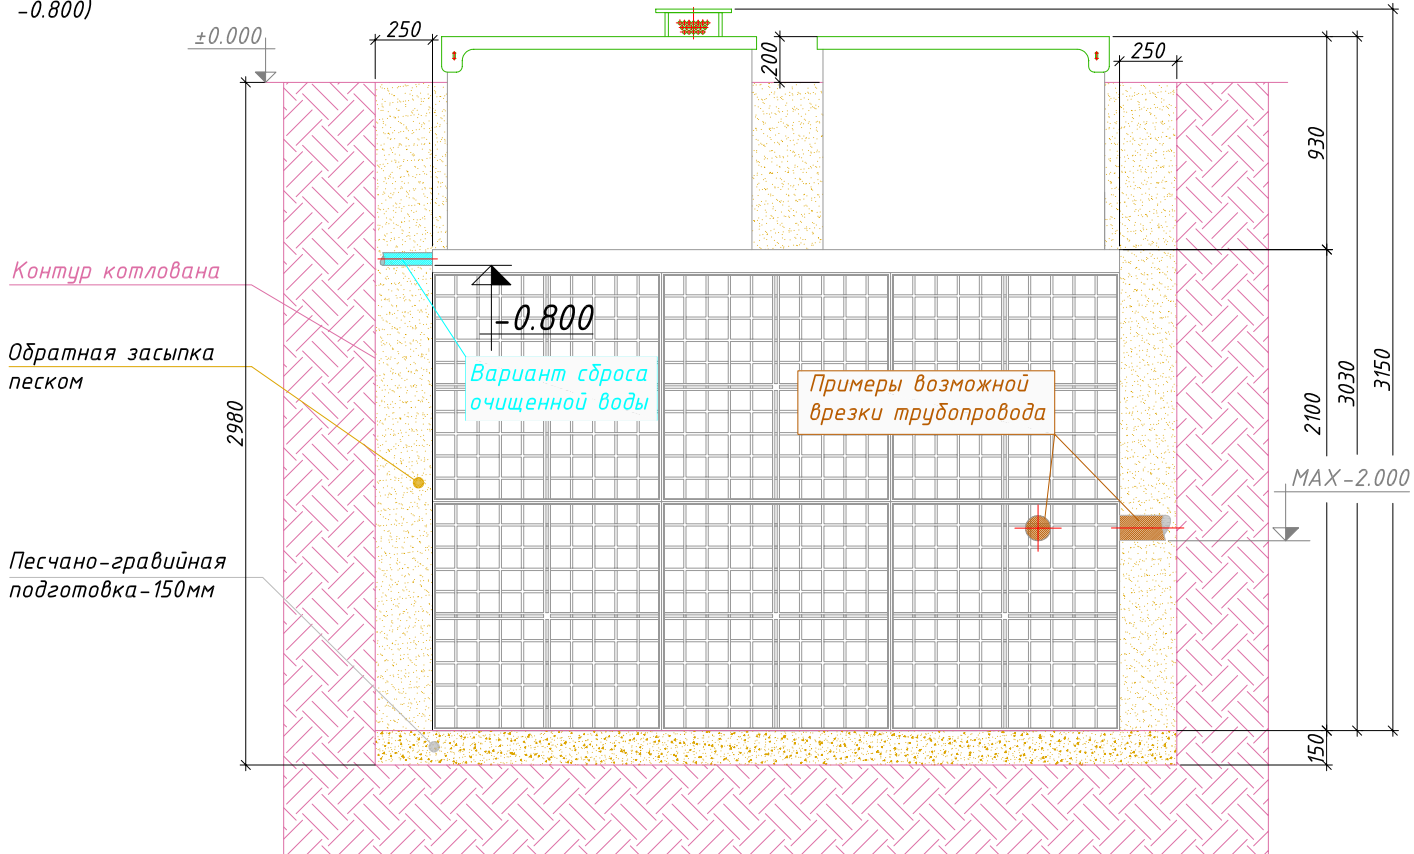 -0.800)
±0.000
250
200
250
930
Контур котлована
-0.800
Обратная засыпка
песком
Вариант сброса
очищенной воды
Примеры возможной
врезки трубопровода
2980
2100
3030
3150
MAX-2.000
Песчано-гравийная
подготовка-150мм
150